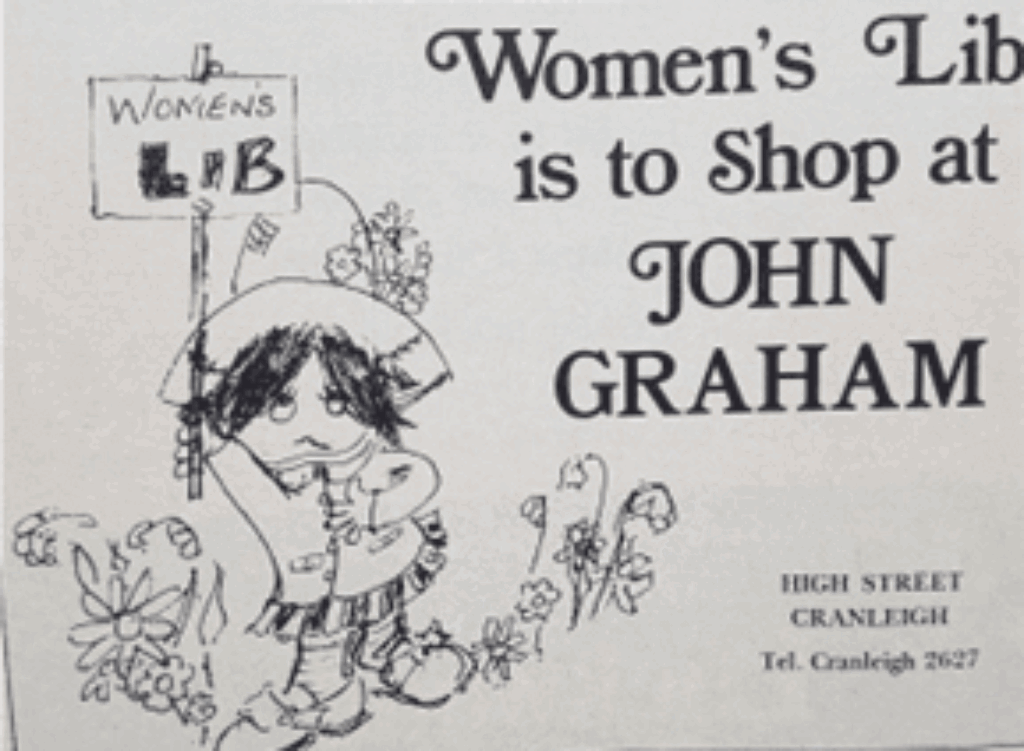 WOMEN'S
LIB
Women's Lib
is to Shop at
JOHN
GRAHAM
HIGH STREET
CRANLEIGH
Tel. Cranleigh 2627